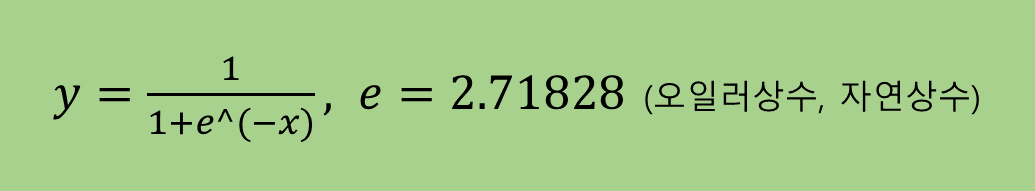 y = 1/(1+e^(−x)), e = 2.71828 (오일러상수, 자연상수)